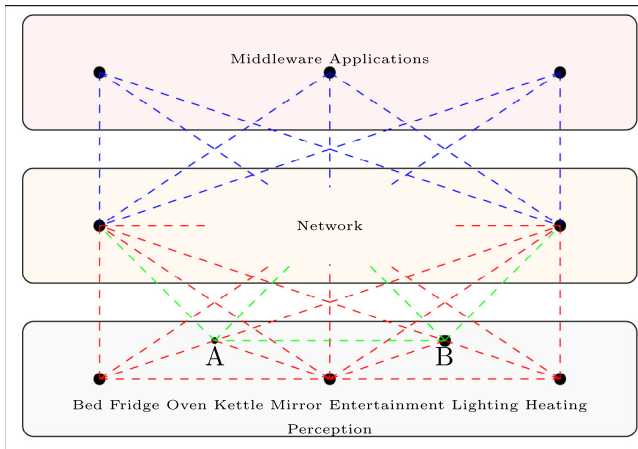 Middleware Applications
Network
A B
Bed Fridge Oven Kettle Mirror Entertainment Lighting Heating
Perception